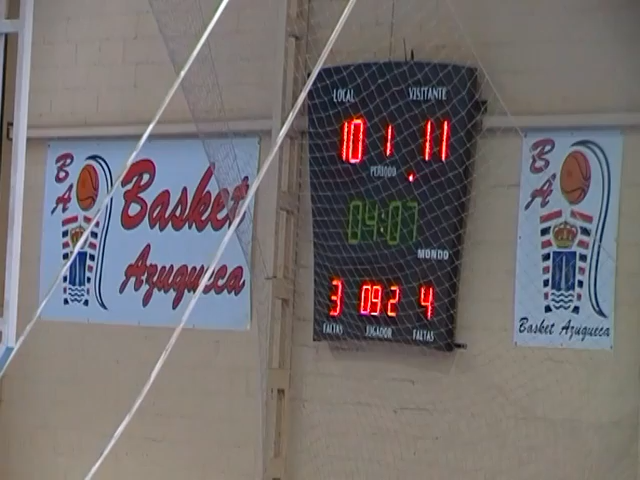 BA
Basket
Azuqueca
LOCAL VISITANTE
10 1 11
PERIODO
04:07
MONDO
3 09 2 4
FALTAS JUGADOR FALTAS
BA
Basket Azuqueca